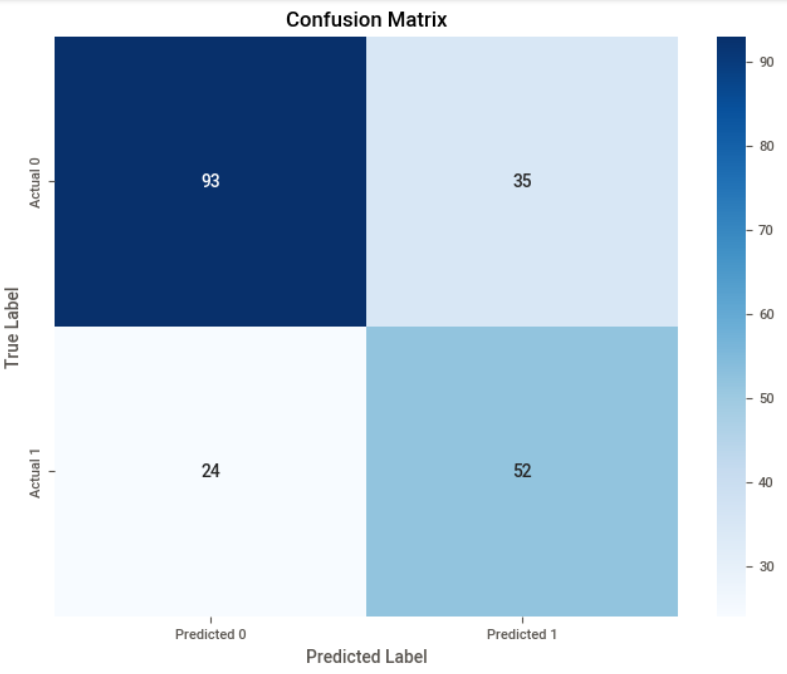 Confusion Matrix
True Label
Actual 0
Actual 1
93
35
24
52
Predicted 0
Predicted 1
Predicted Label
90
80
70
60
50
40
30